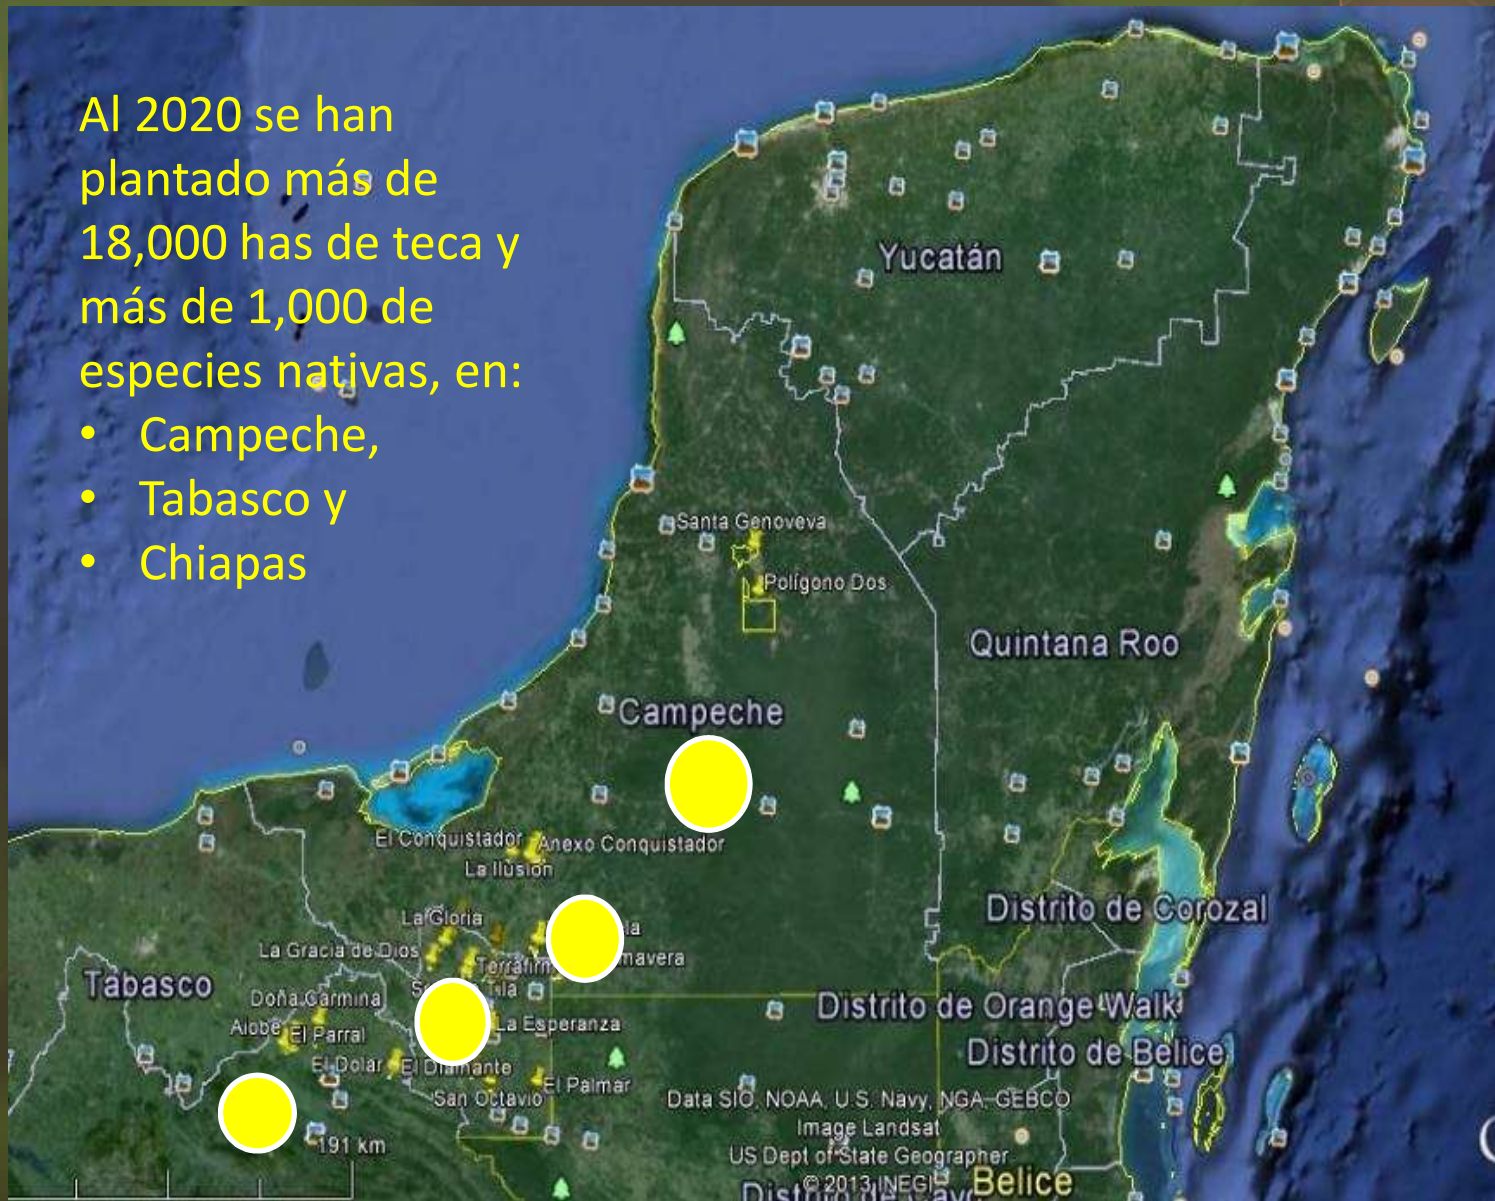 Al 2020 se han
plantado más de
18,000 has de teca y
más de 1,000 de
especies nativas, en:
• Campeche,
• Tabasco y
• Chiapas
Yucatán
Santa Genoveva
Polígono Dos
Quintana Roo
Campeche
El Conquistador
Anexo Conquistador
La Ilusión
La Gloria
La Gracia de Dios
Distrito de Corozal
Tabasco
Doña Carmina
Distrito de Orange Walk
El Parral
La Esperanza
Distrito de Belice
El Dolar
El Diamante
El Palmar
San Octavio
Data SIO, NOAA, U.S. Navy, NGA, GEBCO
Image Landsat
191 km
US Dept of State Geographer
© 2013 INEGI
Belice
Distrito de